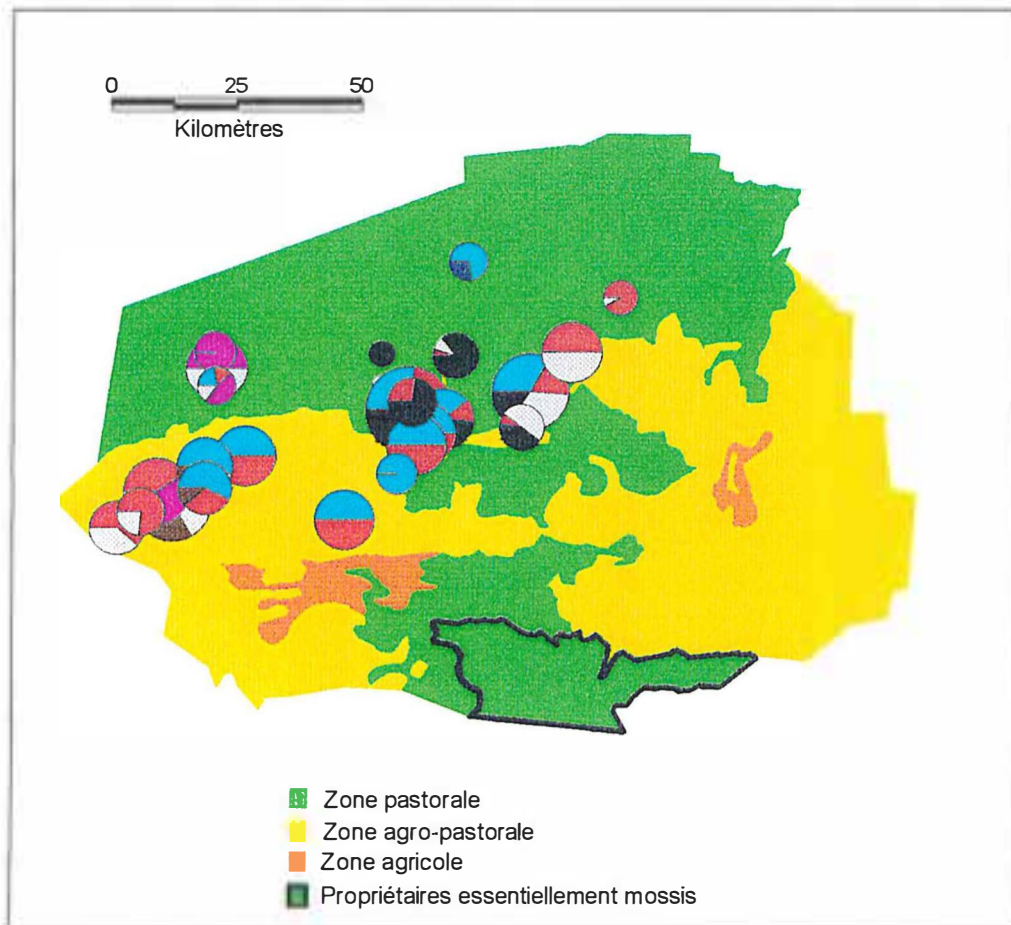 0 25 50
Kilomètres
Zone pastorale
Zone agro-pastorale
Zone agricole
Propriétaires essentiellement mossis